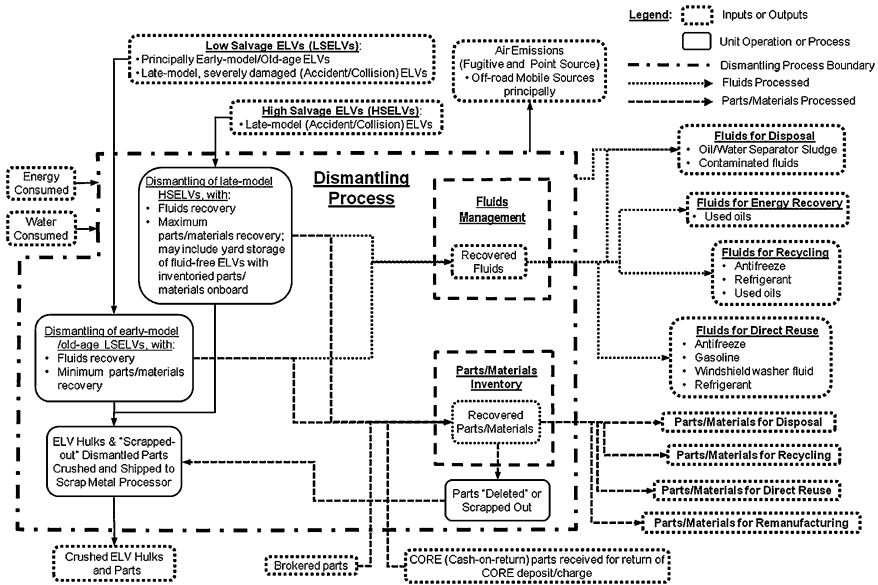 Legend:
Inputs or Outputs
Unit Operation or Process
Dismantling Process Boundary
Fluids Processed
Parts/Materials Processed
Low Salvage ELVs (LSELVs):
• Principally Early-model/Old-age ELVs
• Late-model, severely damaged (Accident/Collision) ELVs
High Salvage ELVs (HSELVs):
• Late-model (Accident/Collision) ELVs
Air Emissions
(Fugitive and Point Source)
• Off-road Mobile Sources
principally
Energy
Consumed
Water
Consumed
Dismantling of late-model
HSELVs, with:
• Fluids recovery
• Maximum
parts/materials recovery;
may include yard storage
of fluid-free ELVs with
inventoried parts/
materials onboard
Dismantling
Process
Fluids
Management
Recovered
Fluids
Fluids for Disposal
• Oil/Water Separator Sludge
• Contaminated fluids
Fluids for Energy Recovery
• Used oils
Fluids for Recycling
• Antifreeze
• Refrigerant
• Used oils
Fluids for Direct Reuse
• Antifreeze
• Gasoline
• Windshield washer fluid
• Refrigerant
Dismantling of early-model
/old-age LSELVs, with:
• Fluids recovery
• Minimum parts/materials
recovery
Parts/Materials
Inventory
Recovered
Parts/Materials
Parts/Materials for Disposal
Parts/Materials for Recycling
Parts/Materials for Direct Reuse
Parts/Materials for Remanufacturing
ELV Hulks & "Scrapped-
out" Dismantled Parts
Crushed and Shipped to
Scrap Metal Processor
Parts "Deleted" or
Scrapped Out
Crushed ELV Hulks
and Parts
Brokered parts
CORE (Cash-on-return) parts received for return of
CORE deposit/charge